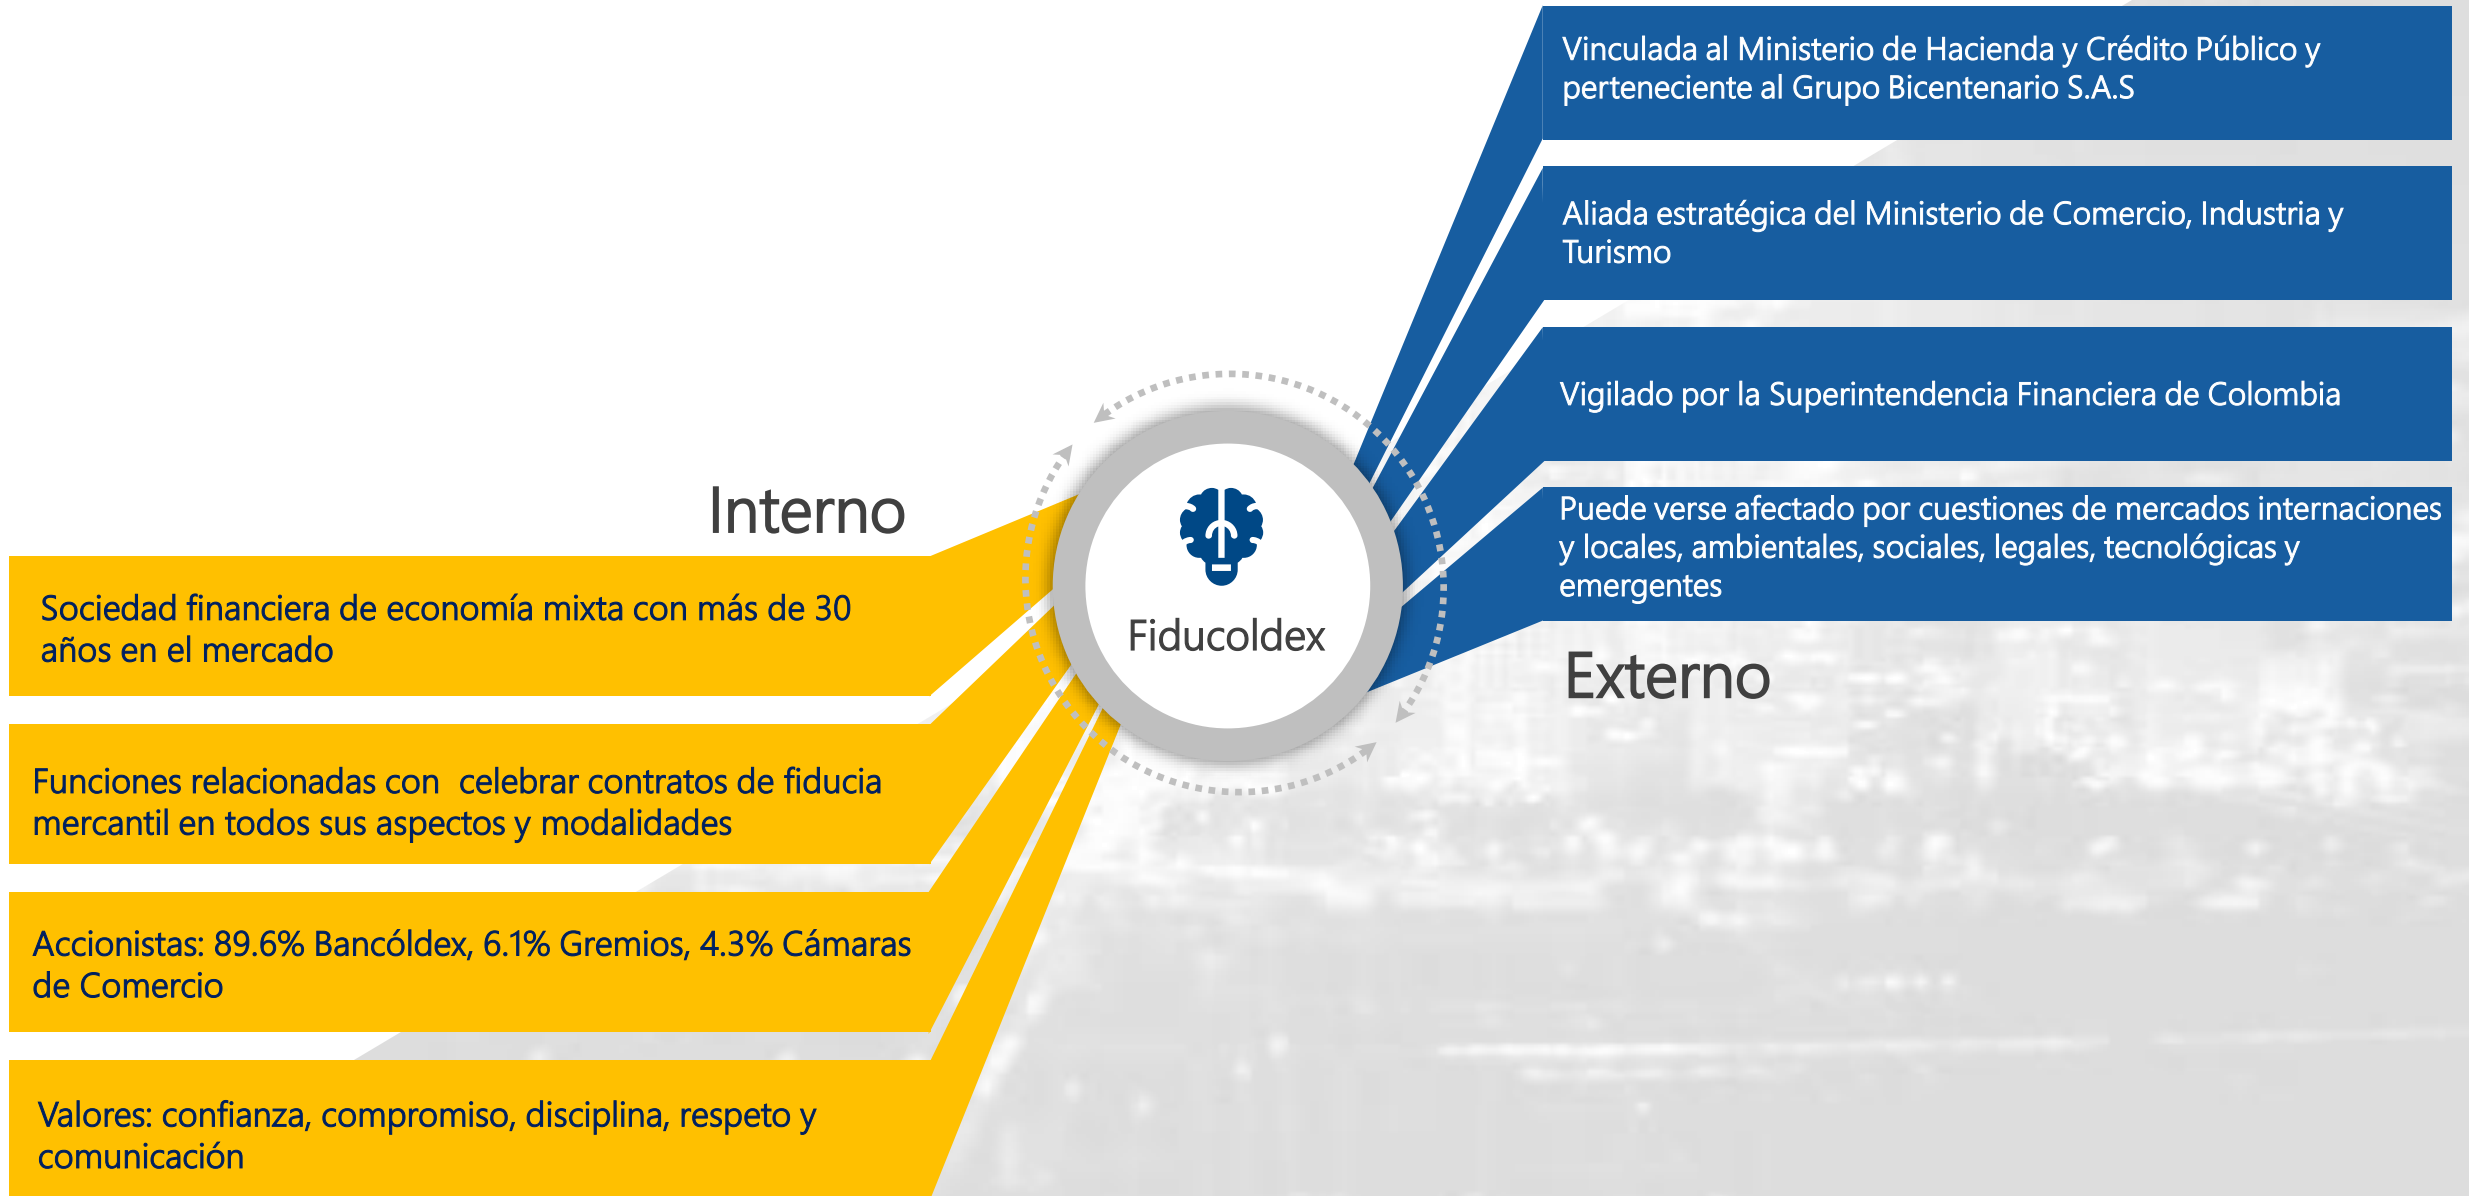 Interno
Sociedad financiera de economía mixta con más de 30
años en el mercado
Funciones relacionadas con  celebrar contratos de fiducia
mercantil en todos sus aspectos y modalidades
Accionistas: 89.6% Bancóldex, 6.1% Gremios, 4.3% Cámaras
de Comercio
Valores: confianza, compromiso, disciplina, respeto y
comunicación
Fiducoldex
Vinculada al Ministerio de Hacienda y Crédito Público y
perteneciente al Grupo Bicentenario S.A.S
Aliada estratégica del Ministerio de Comercio, Industria y
Turismo
Vigilado por la Superintendencia Financiera de Colombia
Puede verse afectado por cuestiones de mercados internaciones
y locales, ambientales, sociales, legales, tecnológicas y
emergentes
Externo